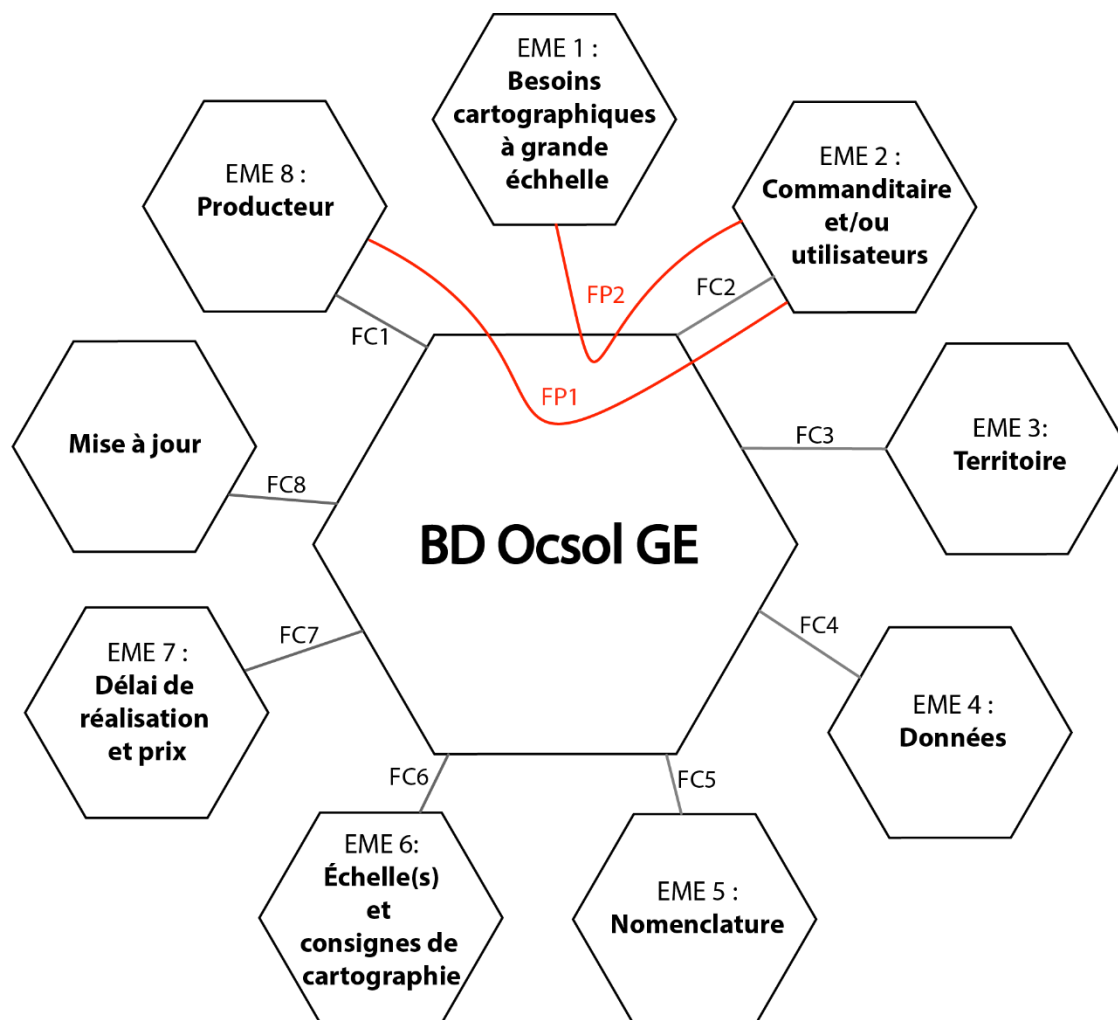 EME 1 :
Besoins
cartographiques
à grande
échhelle
EME 2 :
Commanditaire
et/ou
utilisateurs
EME 8 :
Producteur
FP2
FC2
FC1
FP1
Mise à jour
FC8
FC3
EME 3:
Territoire
BD Ocsol GE
FC7
FC4
EME 7 :
Délai de
réalisation
et prix
EME 4 :
Données
FC6
FC5
EME 6:
Échelle(s)
et
consignes de
cartographie
EME 5 :
Nomenclature